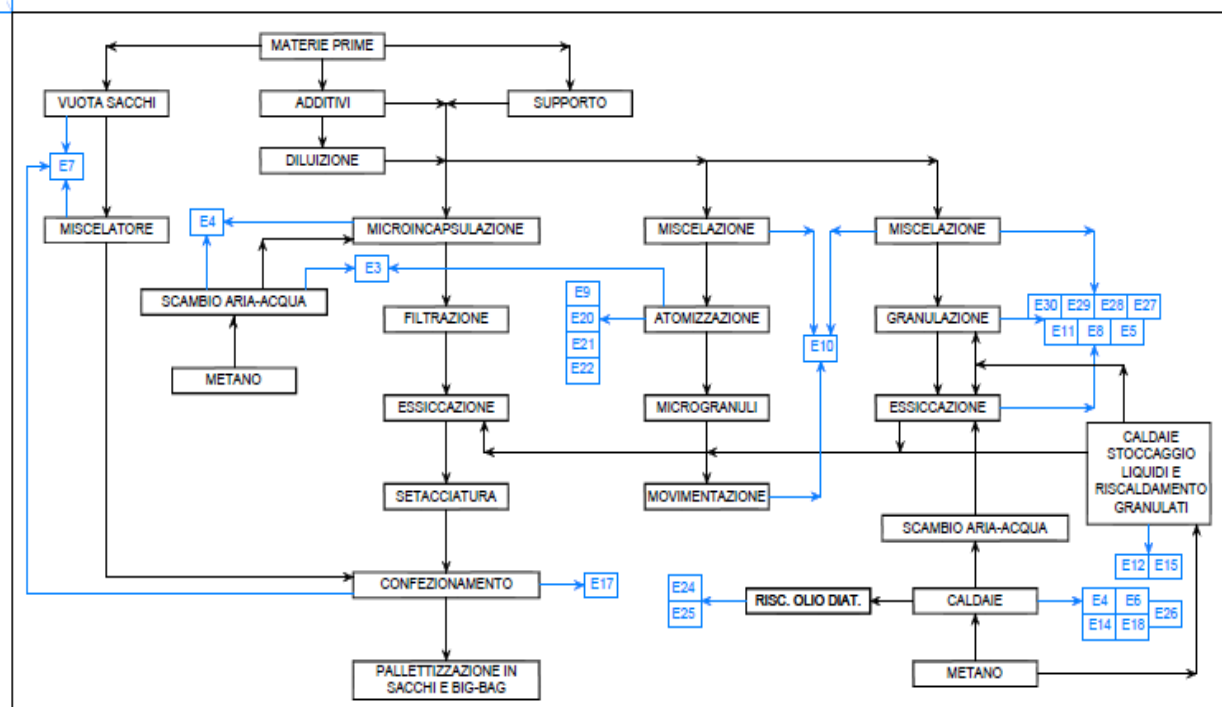 MATERIE PRIME
VUOTA SACCHI
ADDITIVI
SUPPORTO
E7
DILUIZIONE
MISCELATORE
E4
MICROINCAPSULAZIONE
MISCELAZIONE
MISCELAZIONE
E3
SCAMBIO ARIA-ACQUA
E9
E20
E21
E22
E30 E29 E28 E27
E11 E8 E5
FILTRAZIONE
ATOMIZZAZIONE
GRANULAZIONE
E10
METANO
ESSICCAZIONE
MICROGRANULI
ESSICCAZIONE
CALDAIE
STOCCAGGIO
LIQUIDI E
RISCALDAMENTO
GRANULATI
SETACCIATURA
MOVIMENTAZIONE
SCAMBIO ARIA-ACQUA
E12 E15
CONFEZIONAMENTO
E17
E24
E25
RISC. OLIO DIAT.
CALDAIE
E4 E6
E14 E18
E26
PALLETTIZZAZIONE IN
SACCHI E BIG-BAG
METANO